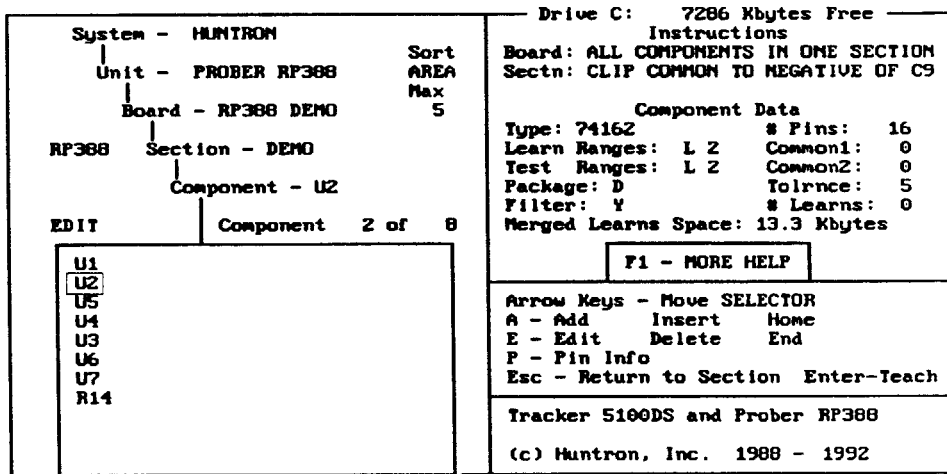 System - HUNTRON
Sort
Unit - PROBER RP388 AREA
Max
Board - RP388 DEMO 5
RP388 Section - DEMO
Component - U2
EDIT Component 2 of 8
U1
U2
U5
U4
U3
U6
U7
R14
Drive C: 7286 Kbytes Free
Instructions
Board: ALL COMPONENTS IN ONE SECTION
Sectn: CLIP COMMON TO NEGATIVE OF C9
Component Data
Type: 74162 # Pins: 16
Learn Ranges: L 2 Common1: 0
Test Ranges: L 2 Common2: 0
Package: D Tolrnce: 5
Filter: Y # Learns: 0
Merged Learns Space: 13.3 Kbytes
F1 - MORE HELP
Arrow Keys - Move SELECTOR
A - Add Insert Home
E - Edit Delete End
P - Pin Info
Esc - Return to Section Enter-Teach
Tracker 5100DS and Prober RP388
(c) Huntron, Inc. 1988 - 1992